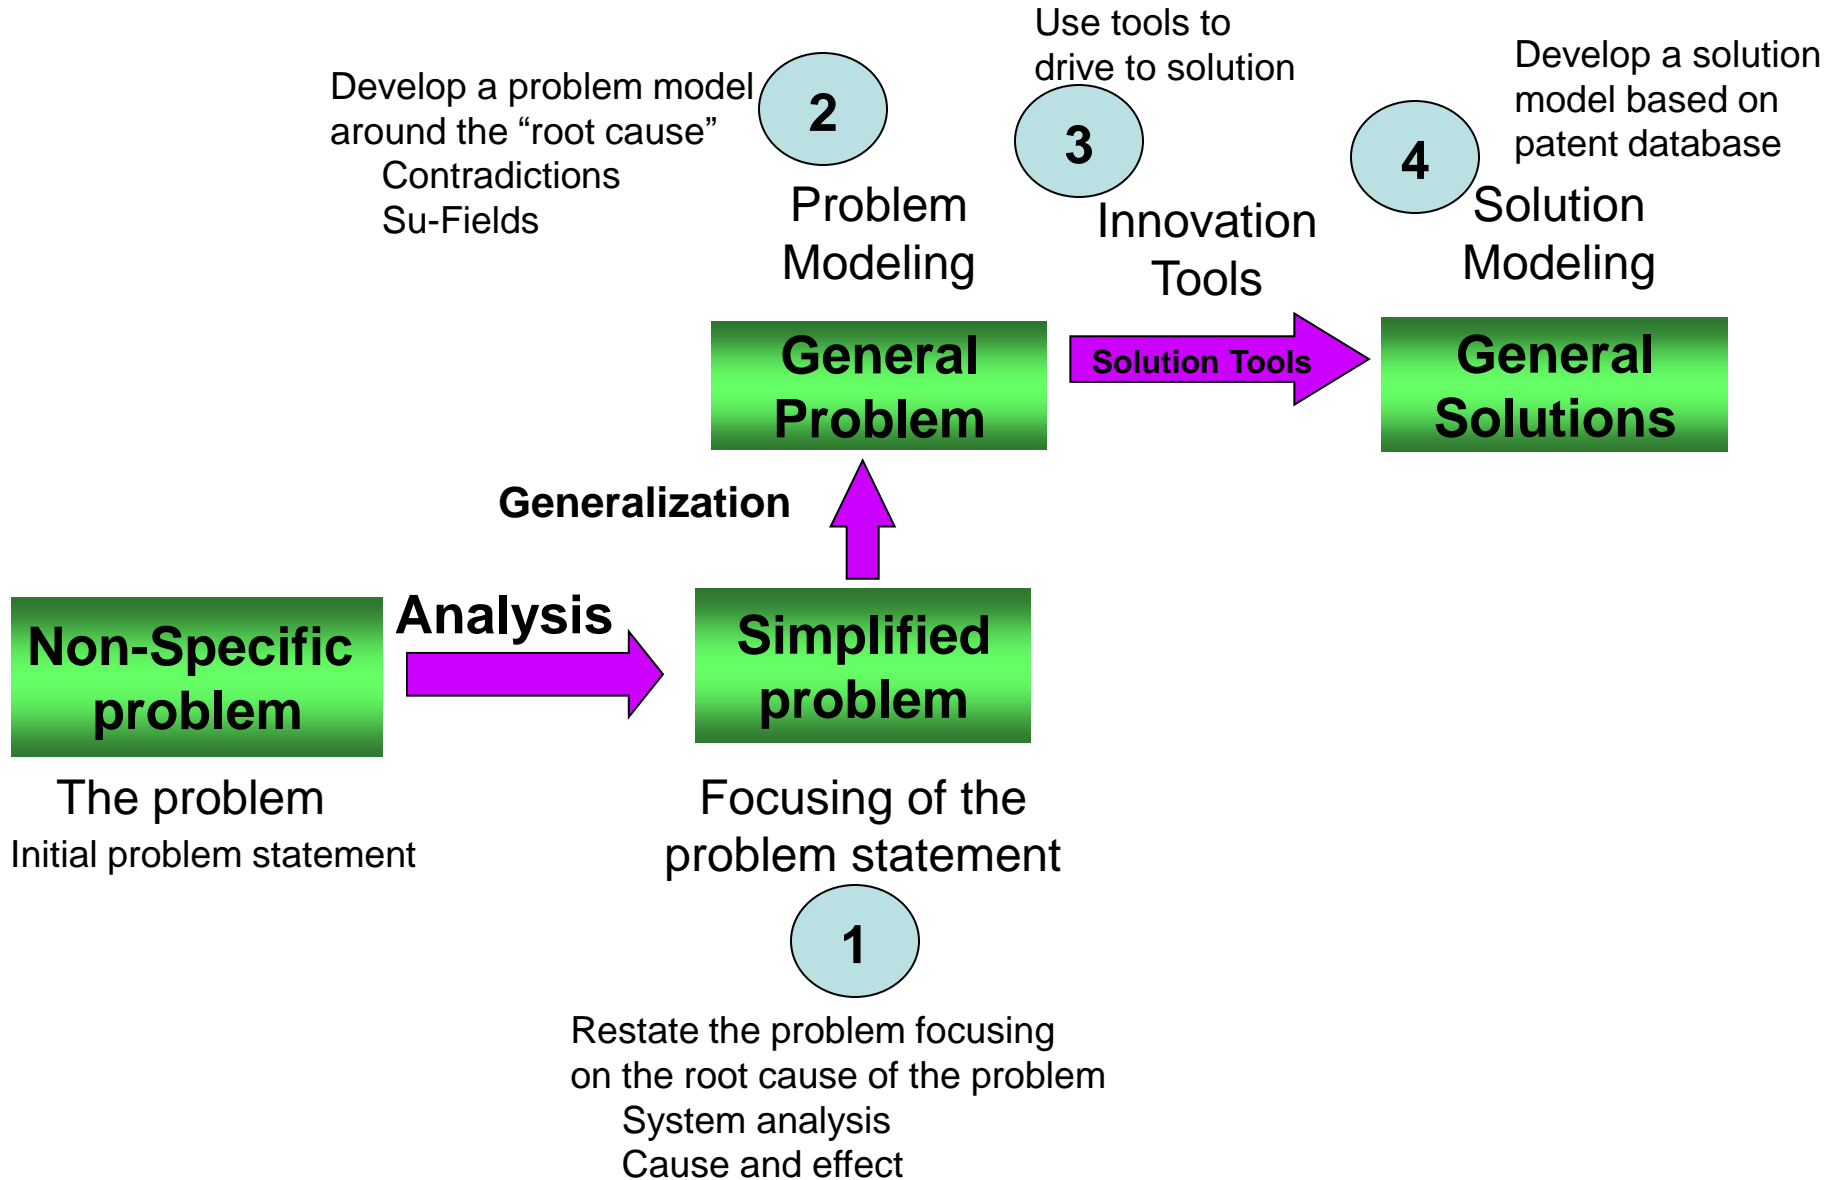 Use tools to
drive to solution
Develop a solution
model based on
patent database
Develop a problem model
around the “root cause”
Contradictions
Su-Fields
2
3
4
Problem
Modeling
Innovation
Tools
Solution
Modeling
General
Problem
Solution Tools
General
Solutions
Generalization
Non-Specific
problem
Analysis
Simplified
problem
The problem
Initial problem statement
Focusing of the
problem statement
1
Restate the problem focusing
on the root cause of the problem
System analysis
Cause and effect